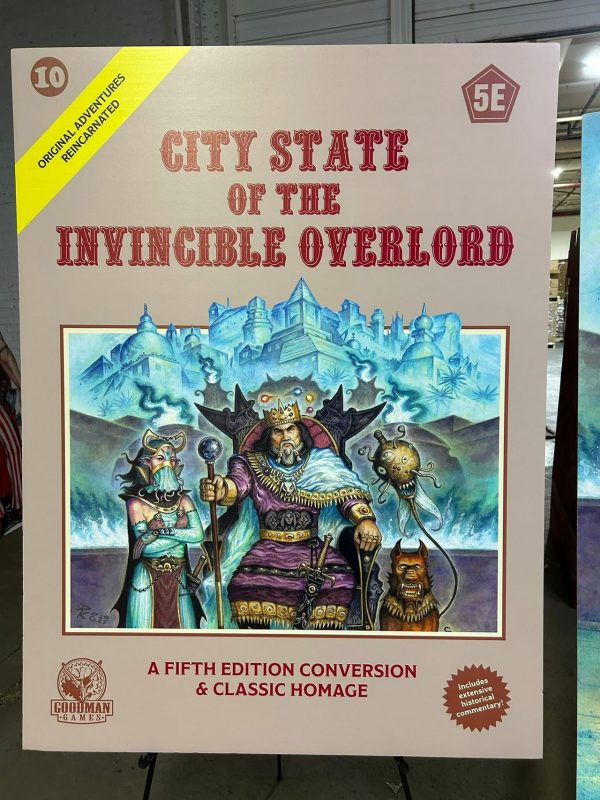 10
ORIGINAL ADVENTURES
REINCARNATED
5E
CITY STATE
OF THE
INVINCIBLE OVERLORD
A FIFTH EDITION CONVERSION
& CLASSIC HOMAGE
GOODMAN
GAMES
Includes
extensive
historical
commentary!